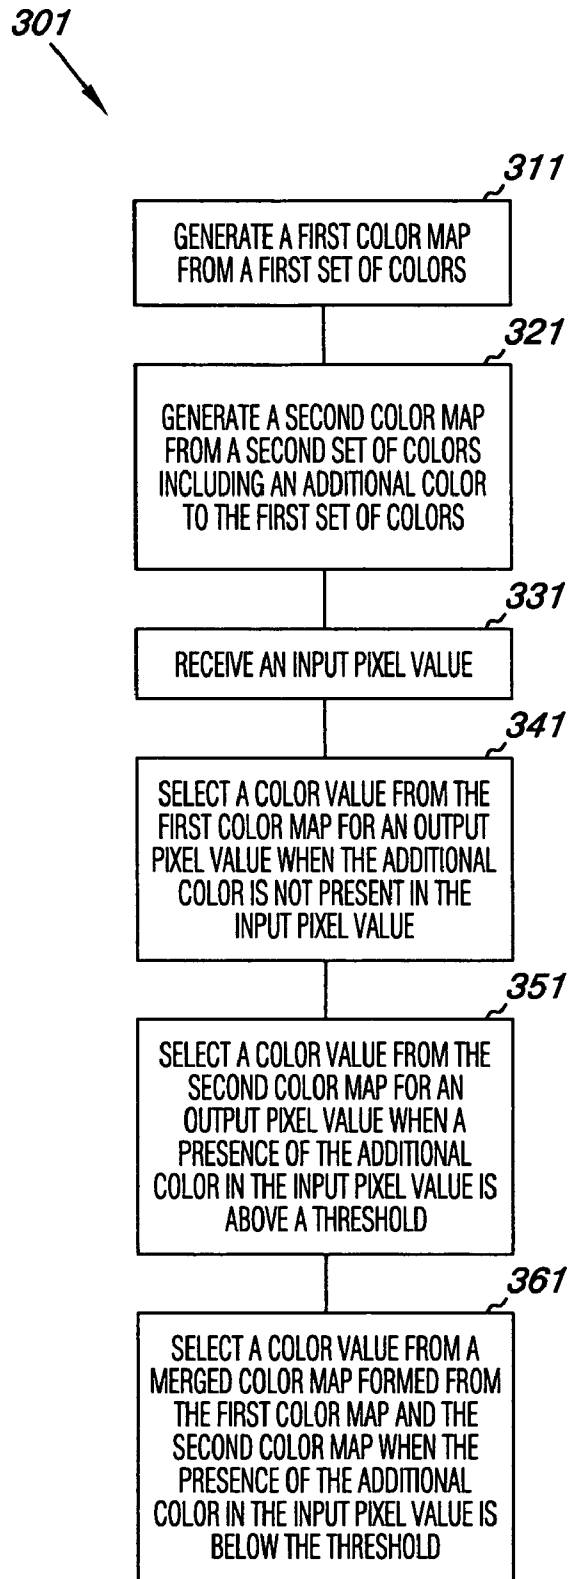 301
311
GENERATE A FIRST COLOR MAP
FROM A FIRST SET OF COLORS
321
GENERATE A SECOND COLOR MAP
FROM A SECOND SET OF COLORS
INCLUDING AN ADDITIONAL COLOR
TO THE FIRST SET OF COLORS
331
RECEIVE AN INPUT PIXEL VALUE
341
SELECT A COLOR VALUE FROM THE
FIRST COLOR MAP FOR AN OUTPUT
PIXEL VALUE WHEN THE ADDITIONAL
COLOR IS NOT PRESENT IN THE
INPUT PIXEL VALUE
351
SELECT A COLOR VALUE FROM THE
SECOND COLOR MAP FOR AN
OUTPUT PIXEL VALUE WHEN A
PRESENCE OF THE ADDITIONAL
COLOR IN THE INPUT PIXEL VALUE IS
ABOVE A THRESHOLD
361
SELECT A COLOR VALUE FROM A
MERGED COLOR MAP FORMED FROM
THE FIRST COLOR MAP AND THE
SECOND COLOR MAP WHEN THE
PRESENCE OF THE ADDITIONAL
COLOR IN THE INPUT PIXEL VALUE IS
BELOW THE THRESHOLD